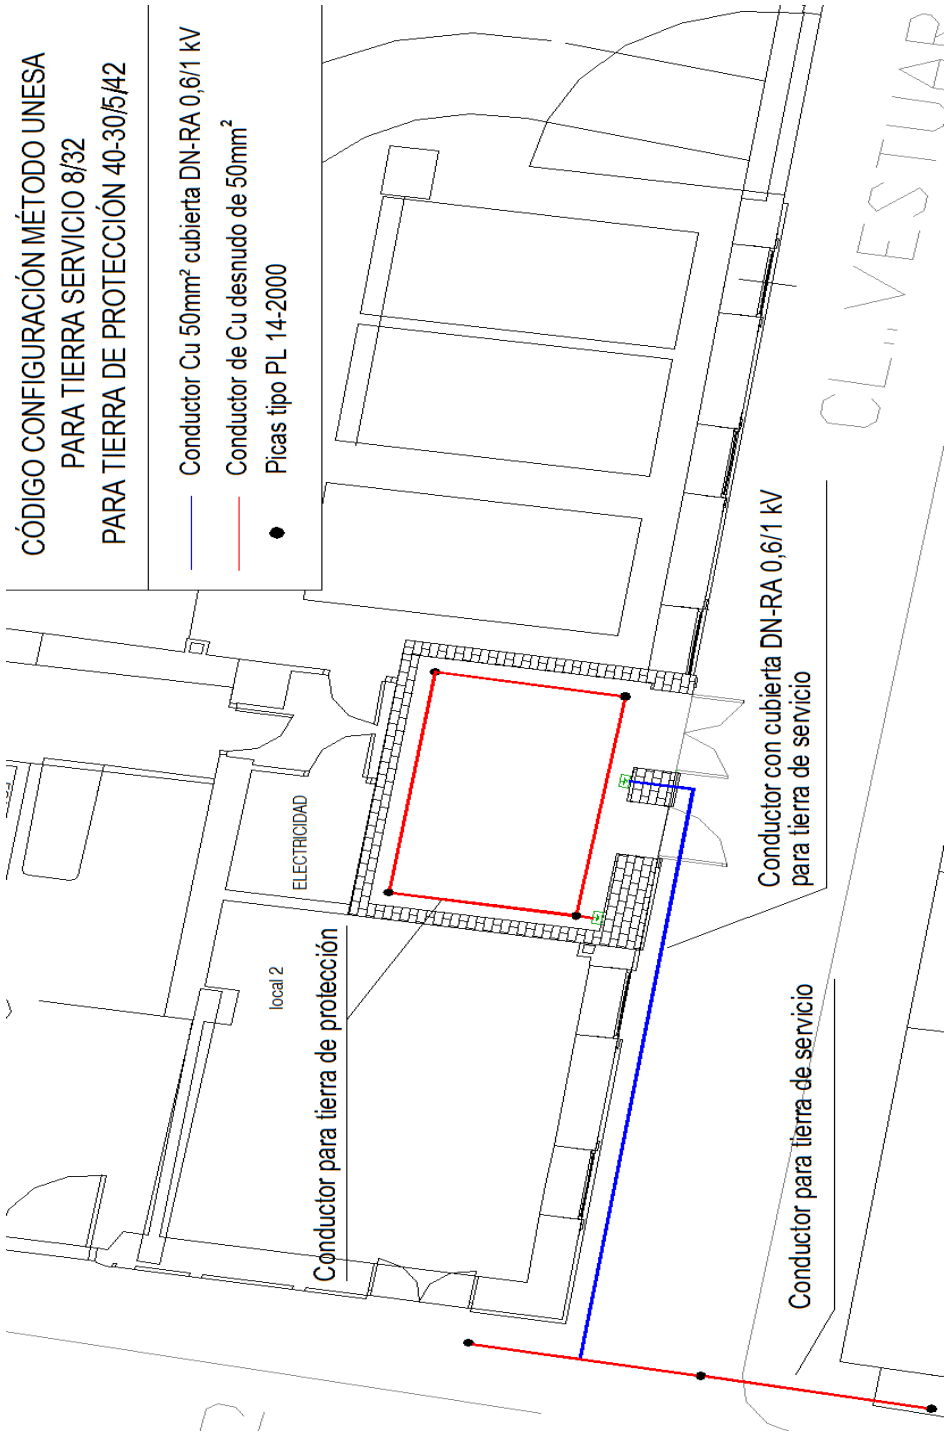 CÓDIGO CONFIGURACIÓN MÉTODO UNESA
PARA TIERRA SERVICIO 8/32
PARA TIERRA DE PROTECCIÓN 40-30/5/42
Conductor Cu 50mm² cubierta DN-RA 0,6/1 kV
Conductor de Cu desnudo de 50mm²
Picas tipo PL 14-2000
ELECTRICIDAD
local 2
Conductor para tierra de protección
Conductor con cubierta DN-RA 0,6/1 kV
para tierra de servicio
Conductor para tierra de servicio
CL., VESTUAR